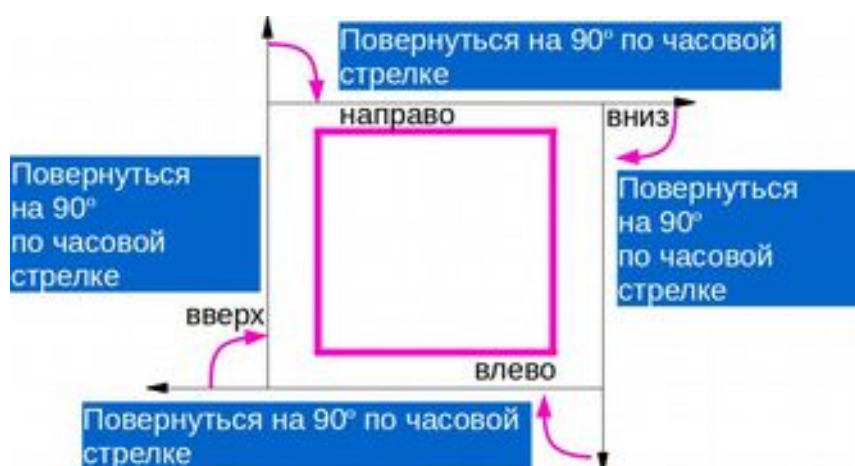 Повернуться на 90º по часовой
стрелке
направо
вниз
Повернуться
на 90º
по часовой
стрелке
Повернуться
на 90º
по часовой
стрелке
вверх
влево
Повернуться на 90º по часовой
стрелке